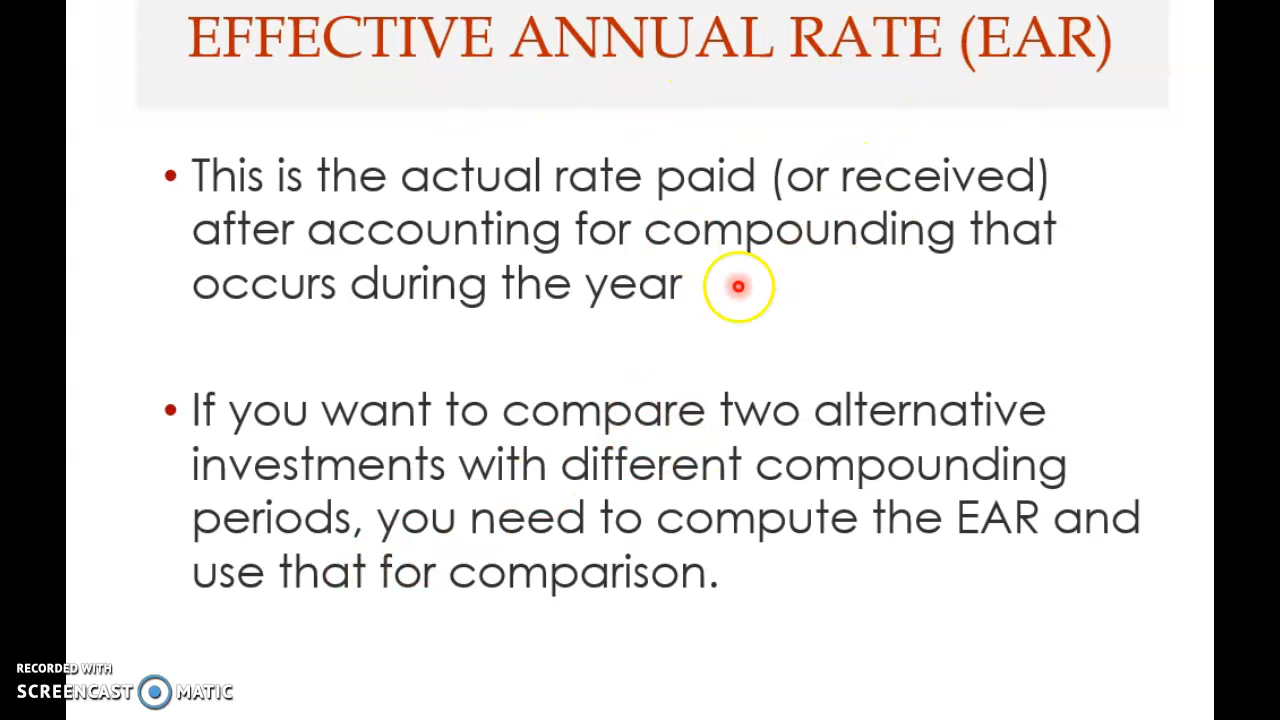 EFFECTIVE ANNUAL RATE (EAR)
• This is the actual rate paid (or received)
after accounting for compounding that
occurs during the year
• If you want to compare two alternative
investments with different compounding
periods, you need to compute the EAR and
use that for comparison.
RECORDED WITH
SCREENCAST MATIC